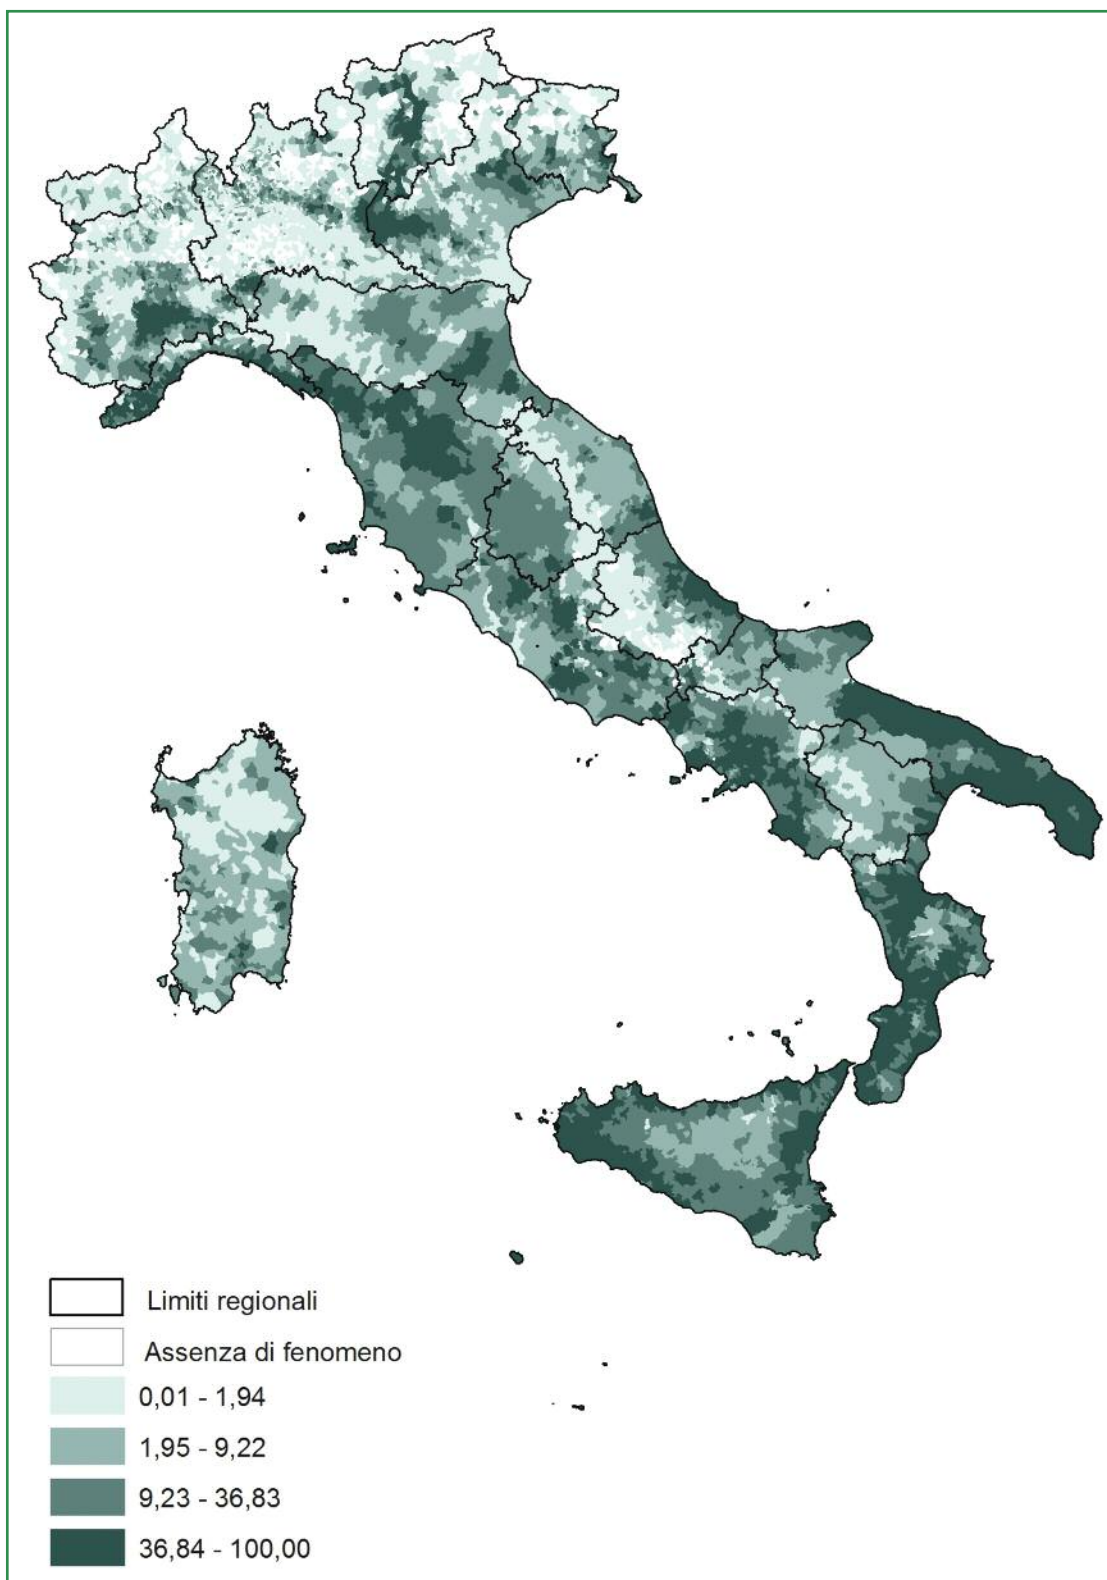 Limiti regionali
Assenza di fenomeno
0,01 - 1,94
1,95 - 9,22
9,23 - 36,83
36,84 - 100,00